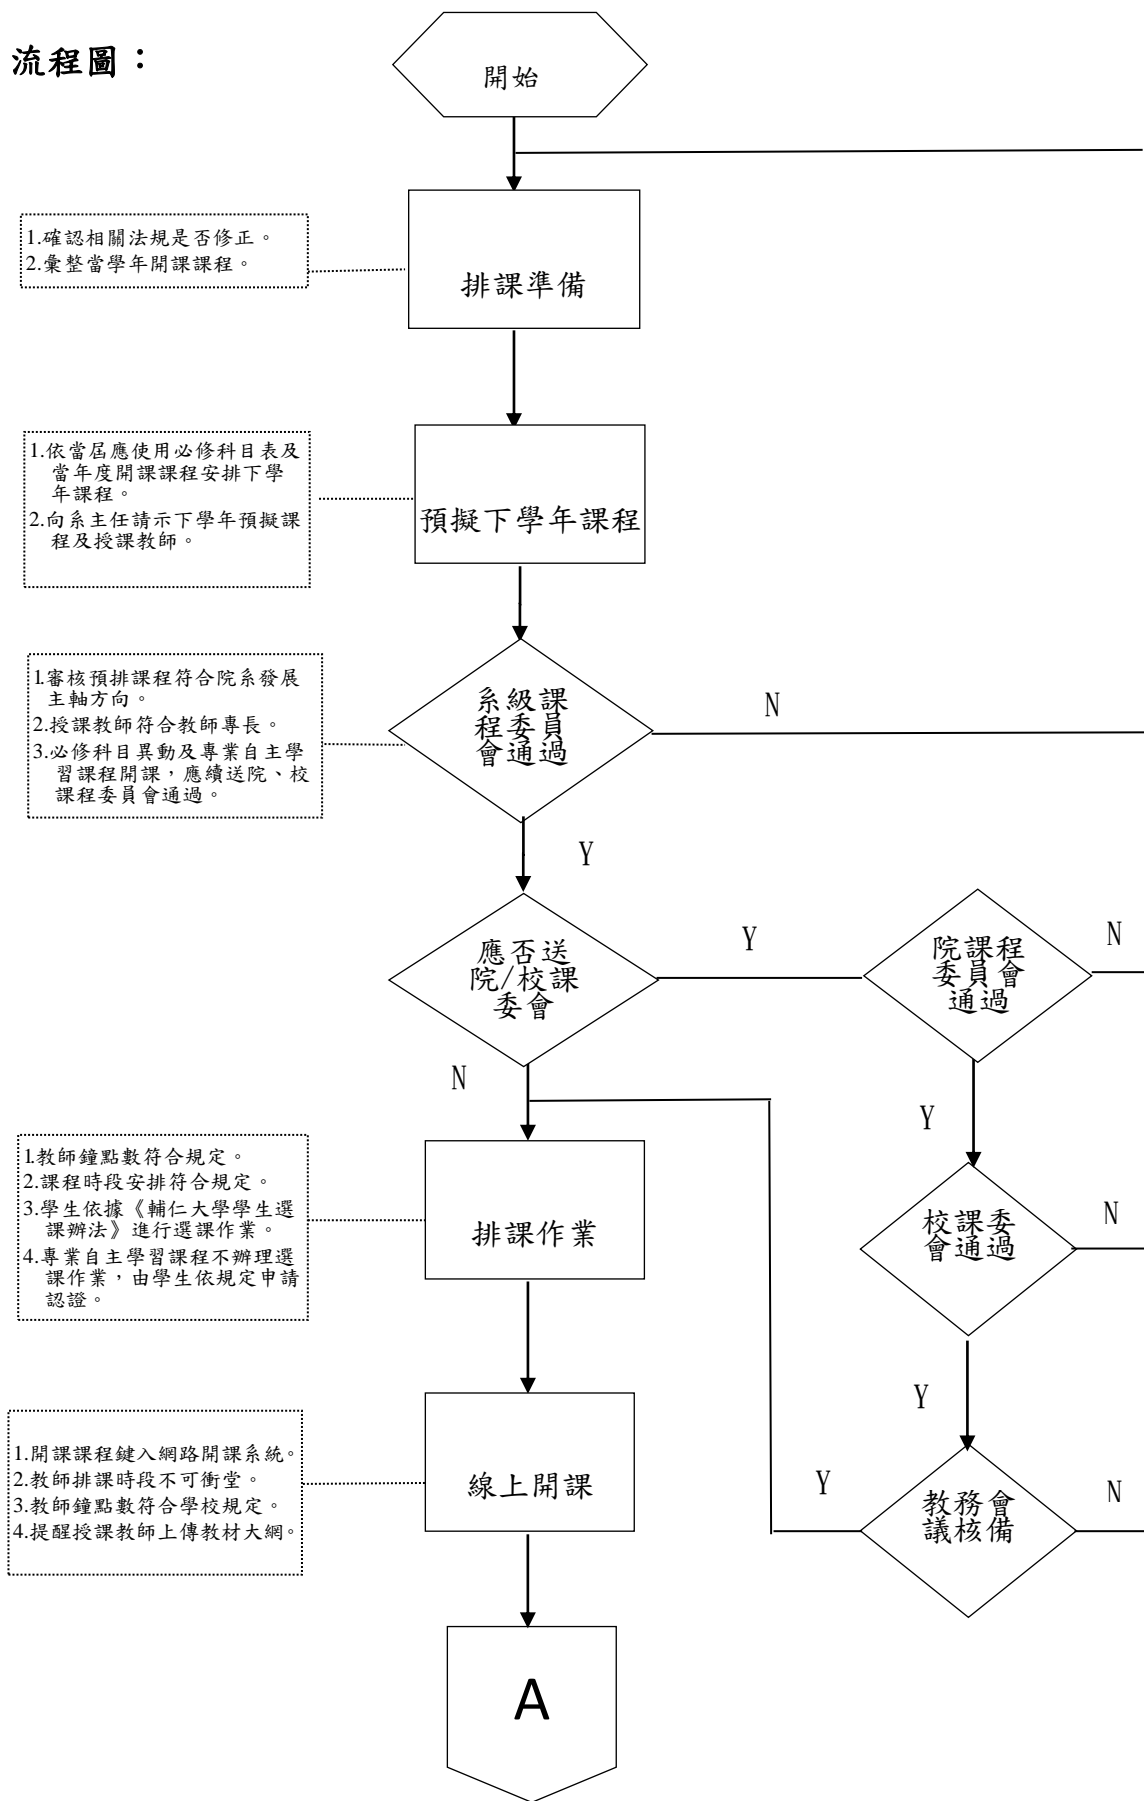 流程圖：
開始
1.確認相關法規是否修正。
2.彙整當學年開課課程。
排課準備
1.依當屆應使用必修科目表及
當年度開課課程安排下學
年課程。
2.向系主任請示下學年預擬課
程及授課教師。
預擬下學年課程
1.審核預排課程符合院系發展
主軸方向。
2.授課教師符合教師專長。
3.必修科目異動及專業自主學
習課程開課，應續送院、校
課程委員會通過。
系級課
程委員
會通過
N
Y
應否送
院/校課
委會
Y
院課程
委員會
通過
N
N
Y
1.教師鐘點數符合規定。
2.課程時段安排符合規定。
3.學生依據《輔仁大學學生選
課辦法》進行選課作業。
4.專業自主學習課程不辦理選
課作業，由學生依規定申請
認證。
排課作業
校課委
會通過
N
Y
1.開課課程鍵入網路開課系統。
2.教師排課時段不可衝堂。
3.教師鐘點數符合學校規定。
4.提醒授課教師上傳教材大網。
線上開課
Y
教務會
議核備
N
A